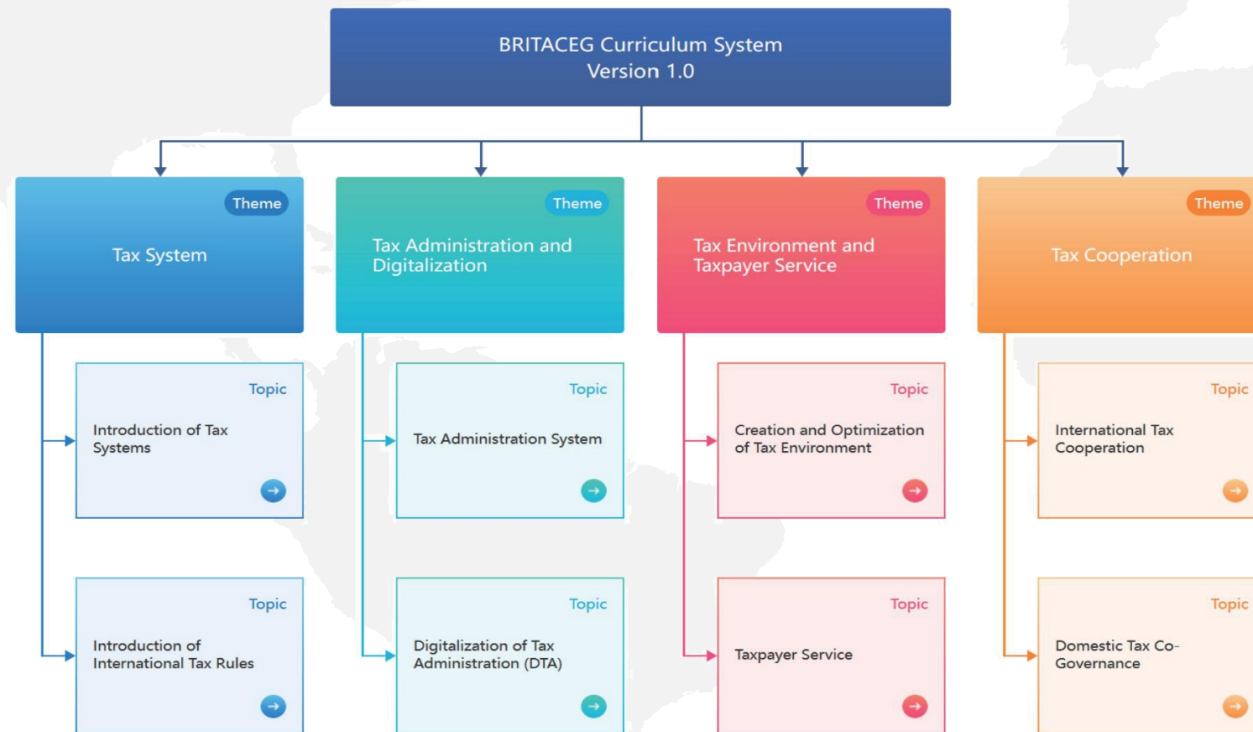 BRITACEG Curriculum System
Version 1.0
Theme
Tax System
Theme
Tax Administration and
Digitalization
Theme
Tax Environment and
Taxpayer Service
Theme
Tax Cooperation
Topic
Introduction of Tax
Systems
Topic
Tax Administration System
Topic
Creation and Optimization
of Tax Environment
Topic
International Tax
Cooperation
Topic
Introduction of
International Tax Rules
Topic
Digitalization of Tax
Administration (DTA)
Topic
Taxpayer Service
Topic
Domestic Tax Co-
Governance